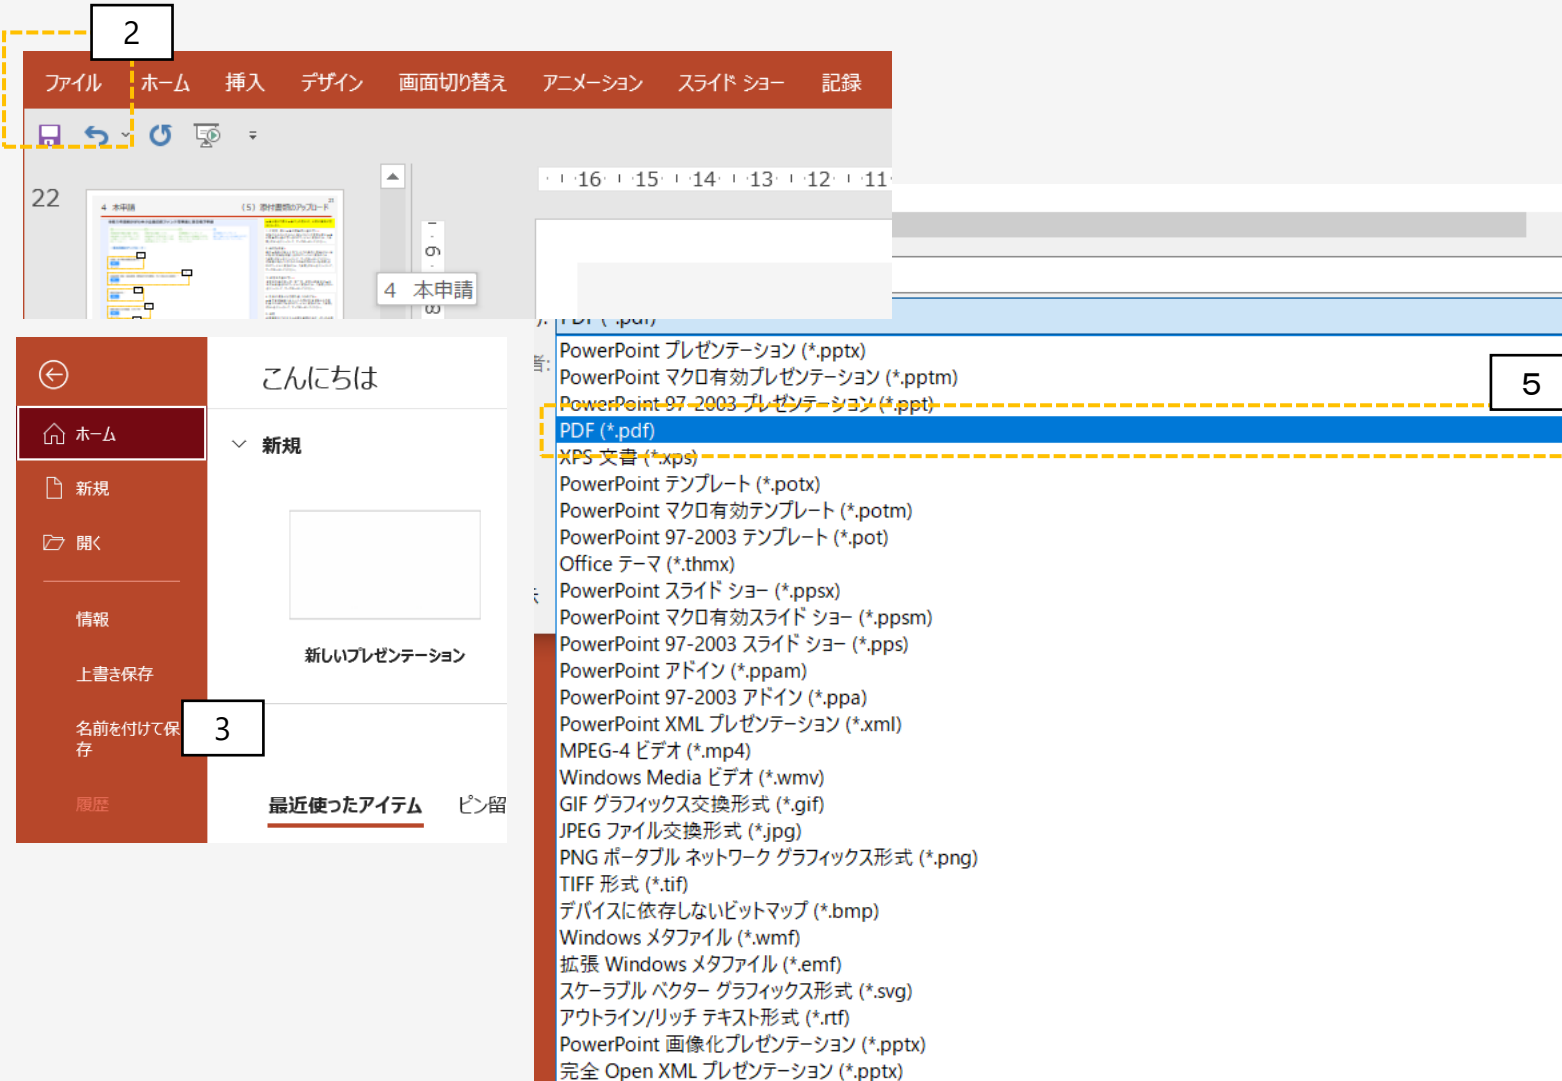 2
ファイル ホーム 挿入 デザイン 画面切り替え アニメーション スライド ショー 記録
22
4 本申請 (5) 添付書類のアップロード
16 15 14 13 12 11
6
4 本申請
8
PDF (*.pdf)
者:
PowerPoint プレゼンテーション (*.pptx)
PowerPoint マクロ有効プレゼンテーション (*.pptm)
PowerPoint 97-2003 プレゼンテーション (*.ppt)
5
PDF (*.pdf)
XPS 文書 (*.xps)
PowerPoint テンプレート (*.potx)
PowerPoint マクロ有効テンプレート (*.potm)
PowerPoint 97-2003 テンプレート (*.pot)
Office テーマ (*.thmx)
PowerPoint スライド ショー (*.ppsx)
PowerPoint マクロ有効スライド ショー (*.ppsm)
PowerPoint 97-2003 スライド ショー (*.pps)
PowerPoint アドイン (*.ppam)
PowerPoint 97-2003 アドイン (*.ppa)
PowerPoint XML プレゼンテーション (*.xml)
MPEG-4 ビデオ (*.mp4)
Windows Media ビデオ (*.wmv)
GIF グラフィックス交換形式 (*.gif)
JPEG ファイル交換形式 (*.jpg)
PNG ポータブル ネットワーク グラフィックス形式 (*.png)
TIFF 形式 (*.tif)
デバイスに依存しないビットマップ (*.bmp)
Windows メタファイル (*.wmf)
拡張 Windows メタファイル (*.emf)
スケーラブル ベクター グラフィックス形式 (*.svg)
アウトライン/リッチ テキスト形式 (*.rtf)
PowerPoint 画像化プレゼンテーション (*.pptx)
完全 Open XML プレゼンテーション (*.pptx)
こんにちは
ホーム
新規
新規
開く
情報
新しいプレゼンテーション
上書き保存
名前を付けて保
存
3
履歴
最近使ったアイテム ピン留